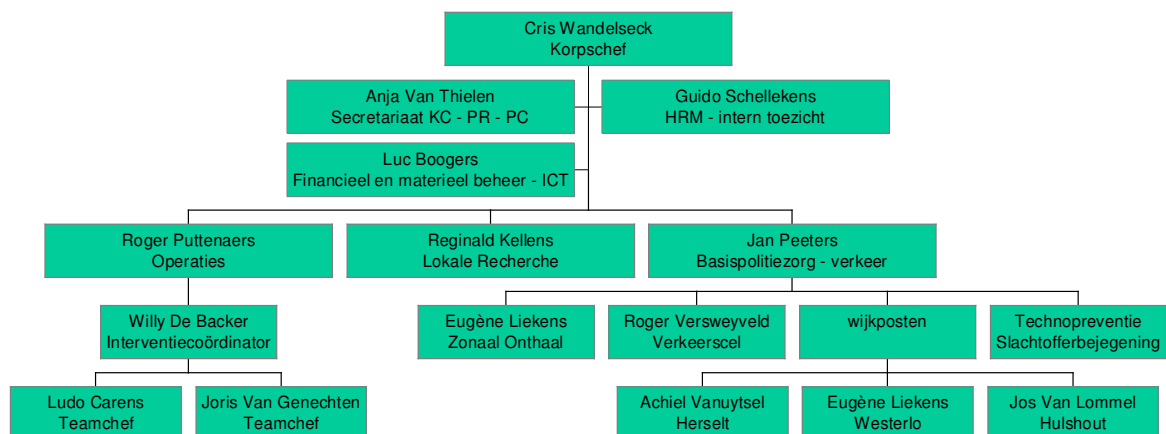 Cris Wandelseck
Korpschef
Anja Van Thielen
Secretariaat KC - PR - PC
Guido Schellekens
HRM - intern toezicht
Luc Boogers
Financieel en materieel beheer - ICT
Roger Puttenaers
Operaties
Reginald Kellens
Lokale Recherche
Jan Peeters
Basispolitiezorg - verkeer
Willy De Backer
Interventiecoördinator
Eugène Liekens
Zonaal Onthaal
Roger Versweyveld
Verkeerscel
wijkposten
Technopreventie
Slachtofferbejegening
Ludo Carens
Teamchef
Joris Van Genechten
Teamchef
Achiel Vanuytsel
Herselt
Eugène Liekens
Westerlo
Jos Van Lommel
Hulshout